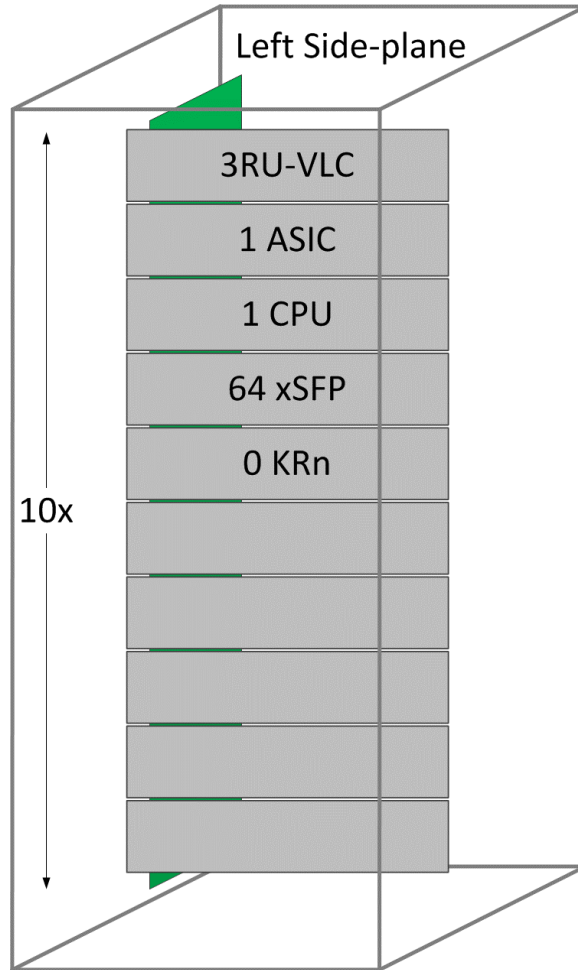 Left Side-plane
3RU-VLC
1 ASIC
1 CPU
64 xSFP
0 KRn
10x